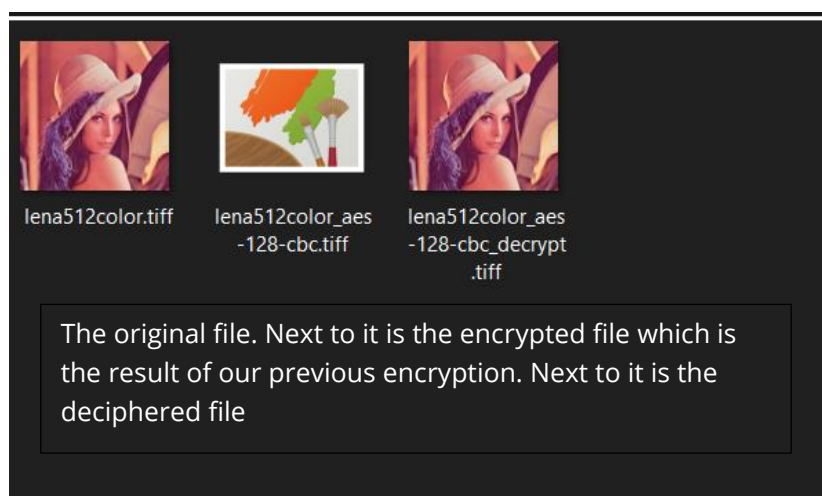 lena512color.tiff
lena512color_aes
-128-cbc.tiff
lena512color_aes
-128-cbc_decrypt
.tiff
The original file. Next to it is the encrypted file which is
the result of our previous encryption. Next to it is the
deciphered file